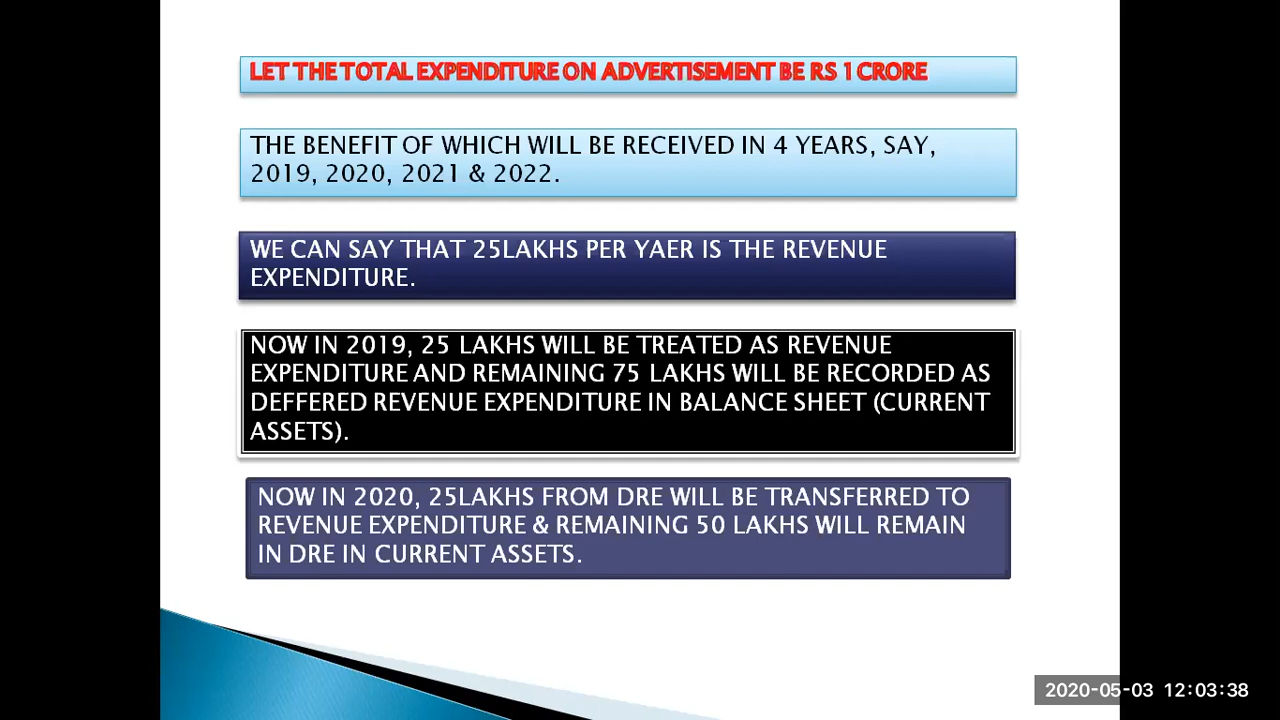 LET THE TOTAL EXPENDITURE ON ADVERTISEMENT BE RS 1 CRORE
THE BENEFIT OF WHICH WILL BE RECEIVED IN 4 YEARS, SAY,
2019, 2020, 2021 & 2022.
WE CAN SAY THAT 25LAKHS PER YAER IS THE REVENUE
EXPENDITURE.
NOW IN 2019, 25 LAKHS WILL BE TREATED AS REVENUE
EXPENDITURE AND REMAINING 75 LAKHS WILL BE RECORDED AS
DEFFERED REVENUE EXPENDITURE IN BALANCE SHEET (CURRENT
ASSETS).
NOW IN 2020, 25LAKHS FROM DRE WILL BE TRANSFERRED TO
REVENUE EXPENDITURE & REMAINING 50 LAKHS WILL REMAIN
IN DRE IN CURRENT ASSETS.
2020-05-03 12:03:38